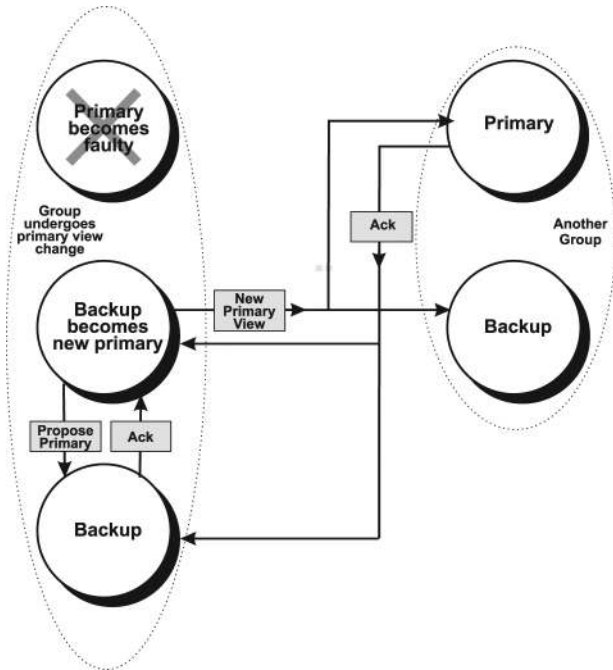 Primary
becomes
faulty
Group
undergoes
primary view
change
Backup
becomes
new primary
Propose
Primary
Ack
Backup
New
Primary
View
Ack
Primary
Another
Group
Backup